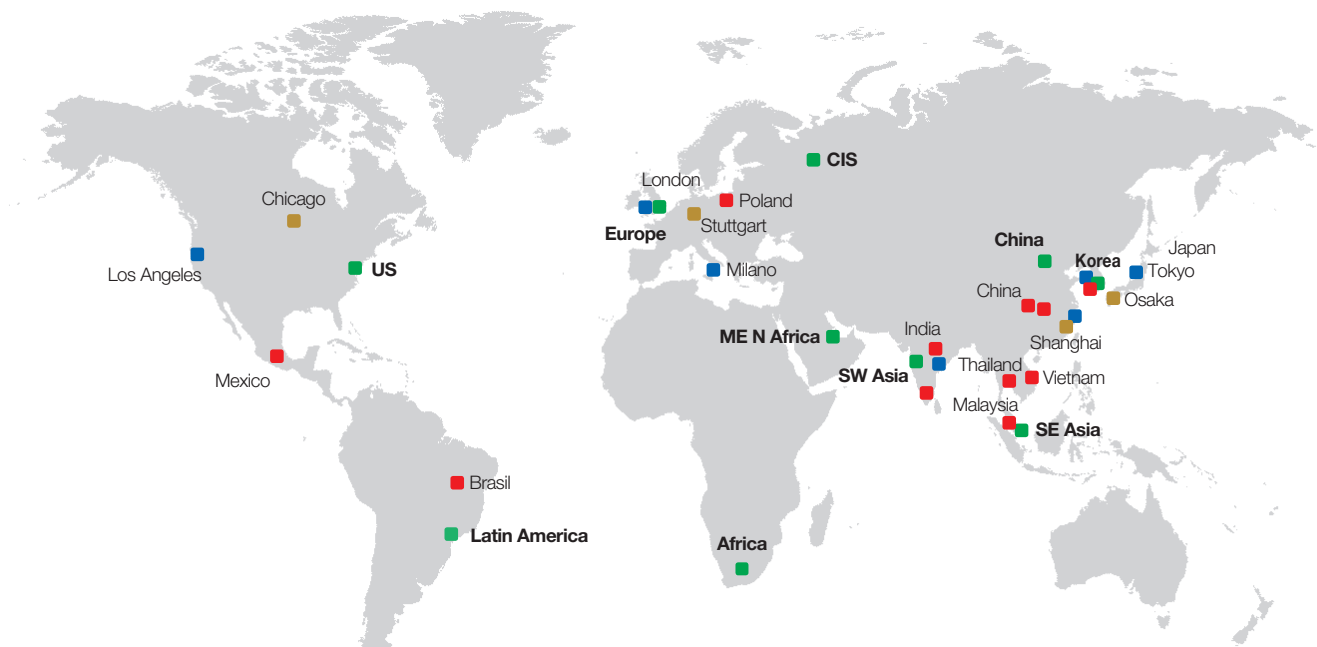 CIS
London
Chicago
Poland
Stuttgart
Europe
China
Japan
Korea
Los Angeles
US
Milano
Tokyo
China
Osaka
ME N Africa
India
Shanghai
SW Asia
Thailand
Vietnam
Mexico
Malaysia
SE Asia
Brasil
Latin America
Africa